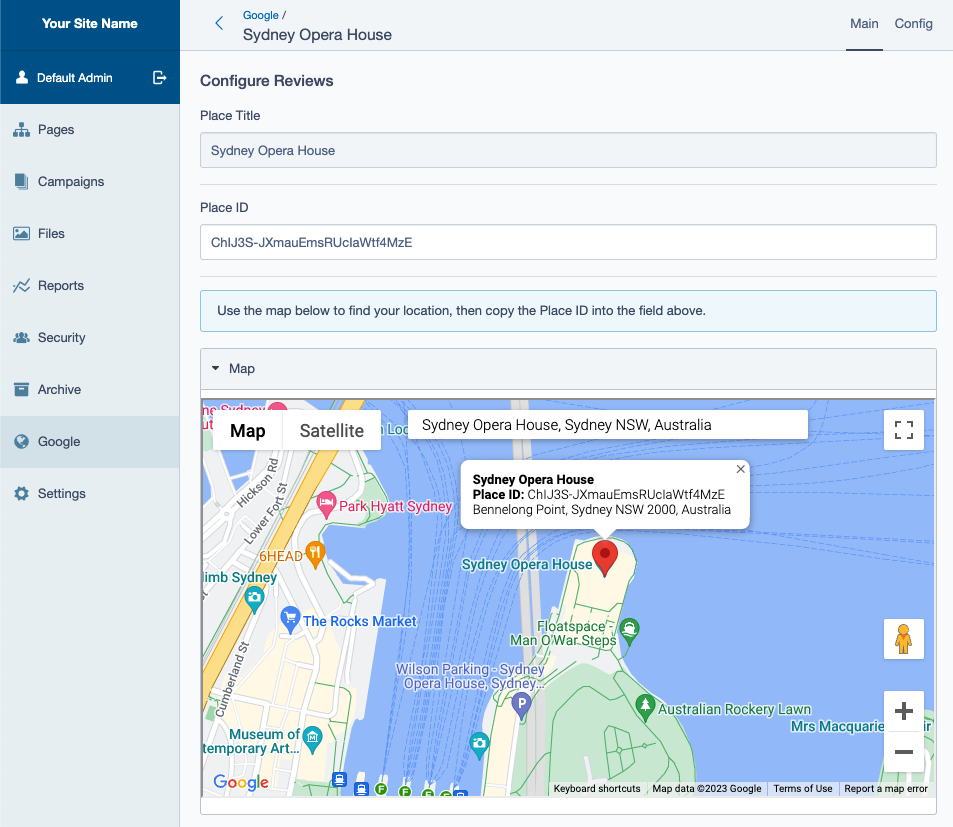 Your Site Name
Default Admin
Pages
Campaigns
Files
Reports
Security
Archive
Google
Settings
Google /
Sydney Opera House
Main
Config
Configure Reviews
Place Title
Sydney Opera House
Place ID
ChIJ3S-JXmauEmsRUcIaWtf4MzE
Use the map below to find your location, then copy the Place ID into the field above.
Map
Map
Satellite
Sydney Opera House, Sydney NSW, Australia
Sydney Opera House
Place ID: ChIJ3S-JXmauEmsRUcIaWtf4MzE
Bennelong Point, Sydney NSW 2000, Australia
Hickson Rd
Lower Fort St
Park Hyatt Sydney
6HEAD
limb Sydney
The Rocks Market
Cumberland St
Sydney Opera House
Floatspace -
Man O'War Steps
Wilson Parking - Sydney
Opera House, Sydney...
P
Australian Rockery Lawn
Mrs Macquarie
Museum of
temporary Art...
Google
F
F
F
F
Keyboard shortcuts
Map data ©2023 Google
Terms of Use
Report a map error